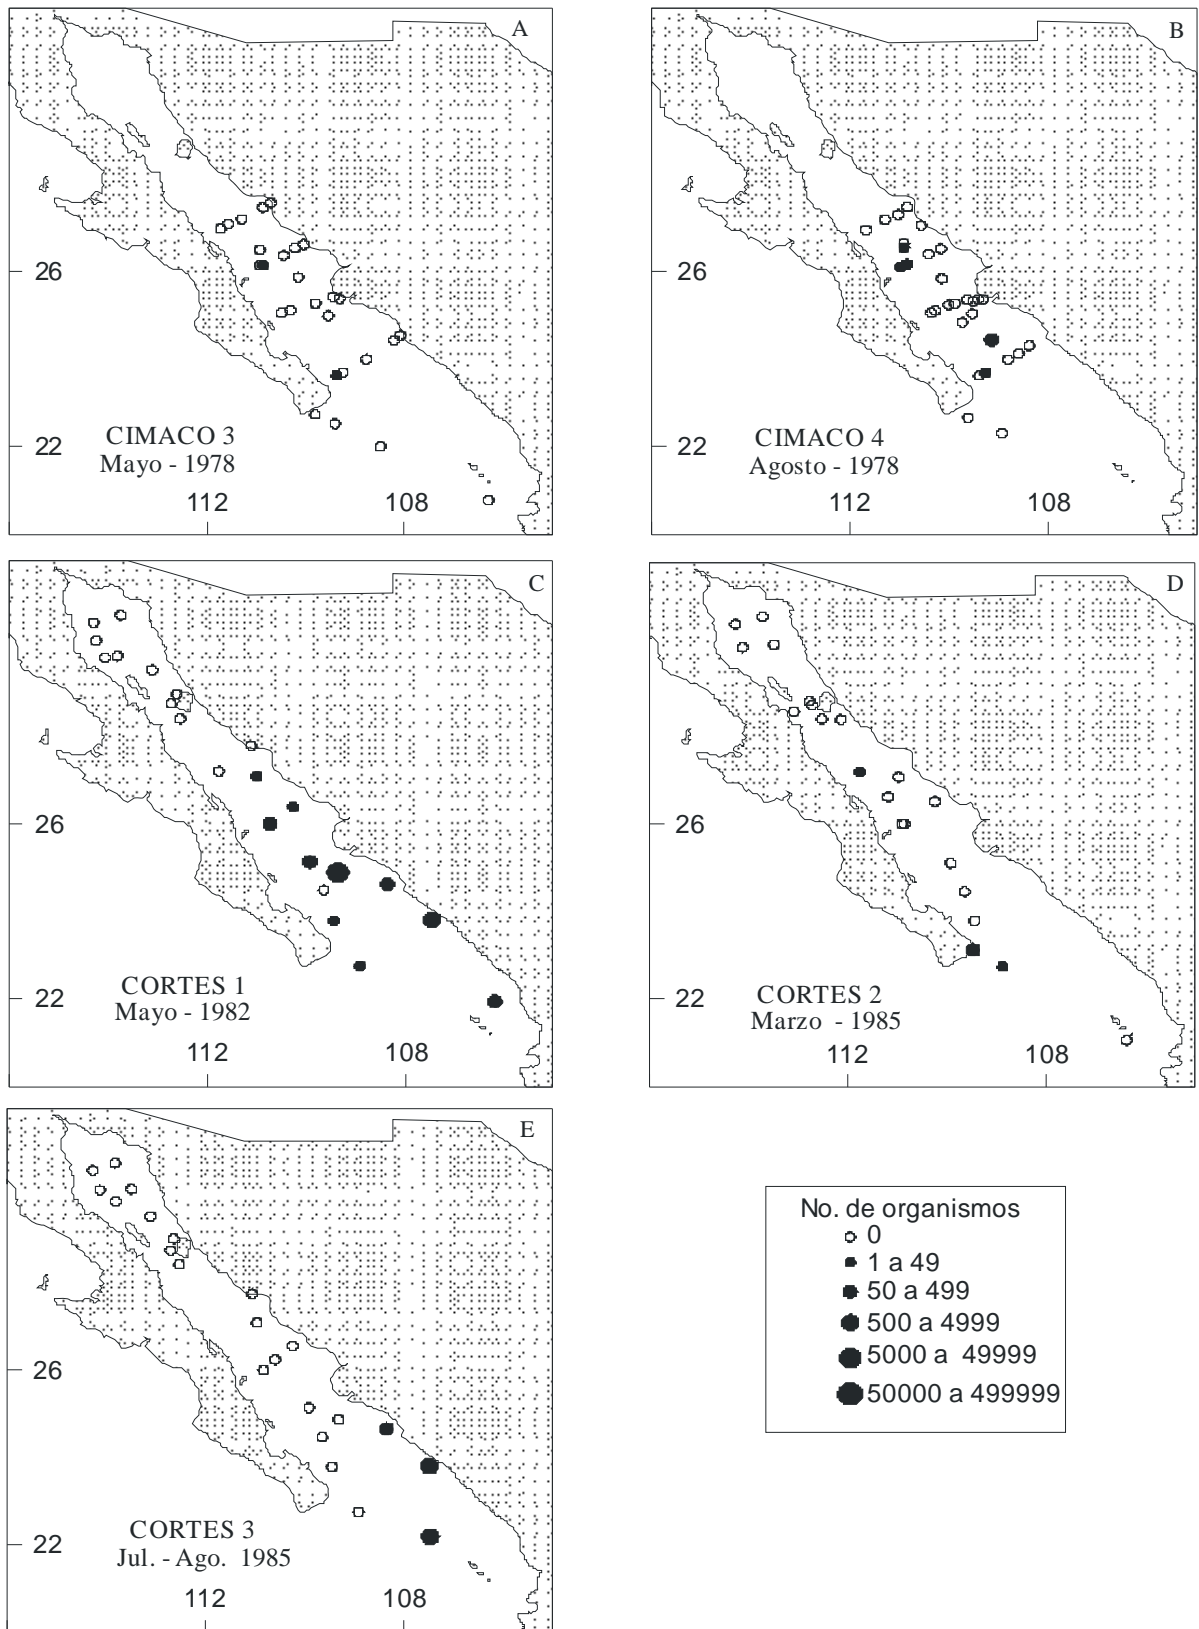 A
26
22
CIMACO 3
Mayo - 1978
112
108
B
26
22
CIMACO 4
Agosto - 1978
112
108
C
26
22
CORTES 1
Mayo - 1982
112
108
D
26
22
CORTES 2
Marzo - 1985
112
108
E
26
22
CORTES 3
Jul. - Ago. 1985
112
108
No. de organismos
0
1 a 49
50 a 499
500 a 4999
5000 a 49999
50000 a 499999